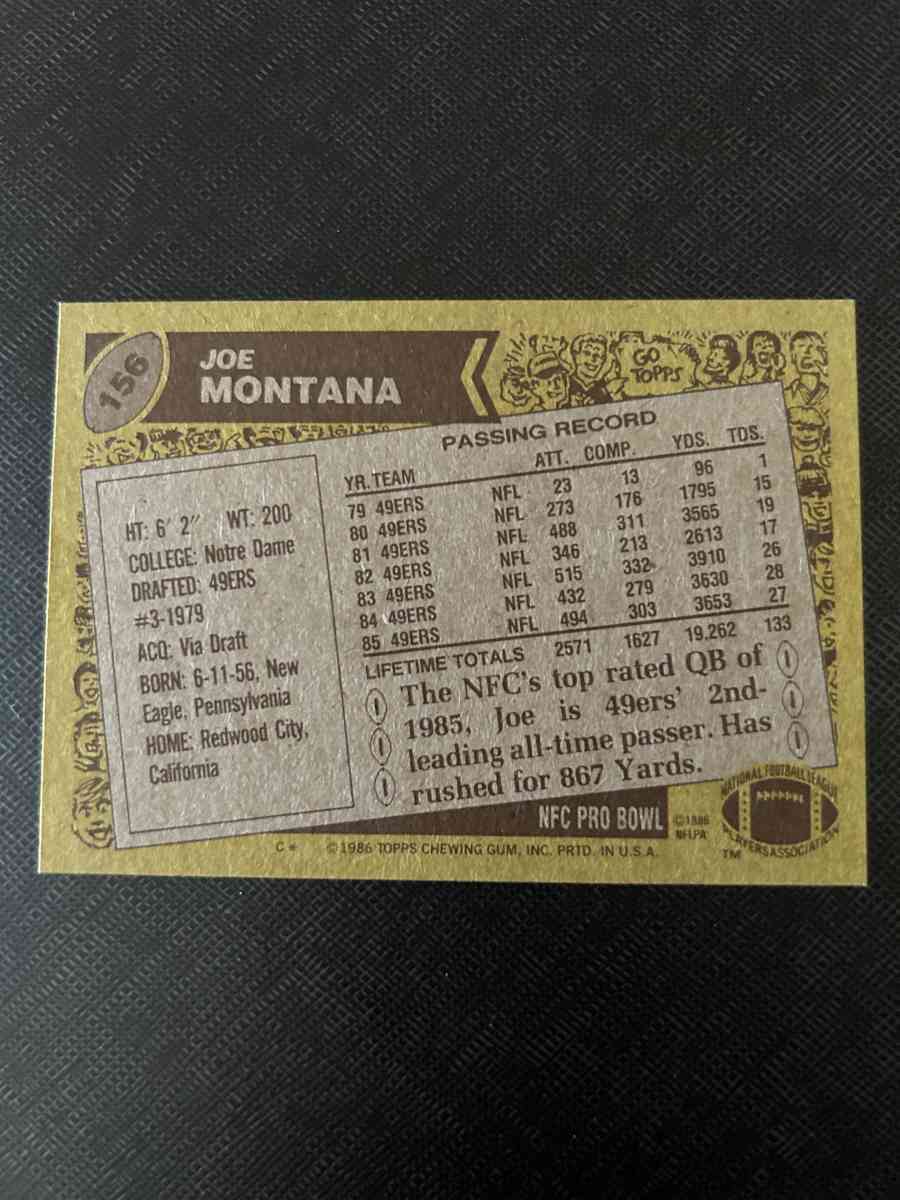 156
JOE
MONTANA
GO
TOPPS
PASSING RECORD
YR. TEAM ATT. COMP. YDS. TDS.
79 49ERS NFL 23 13 96 1
80 49ERS NFL 273 176 1795 15
81 49ERS NFL 488 311 3565 19
82 49ERS NFL 346 213 2613 17
83 49ERS NFL 515 332 3910 26
84 49ERS NFL 432 279 3630 28
85 49ERS NFL 494 303 3653 27
LIFETIME TOTALS 2571 1627 19.262 133
HT: 6′ 2″ WT: 200
COLLEGE: Notre Dame
DRAFTED: 49ERS
#3-1979
ACQ: Via Draft
BORN: 6-11-56, New
Eagle, Pennsylvania
HOME: Redwood City,
California
The NFC's top rated QB of
1985, Joe is 49ers' 2nd-
leading all-time passer. Has
rushed for 867 Yards.
NFC PRO BOWL
©1986
NFLPA
NATIONAL FOOTBALL LEAGUE
PLAYERS ASSOCIATION
TM
C* ©1986 TOPPS CHEWING GUM, INC. PRTD. IN U.S.A.